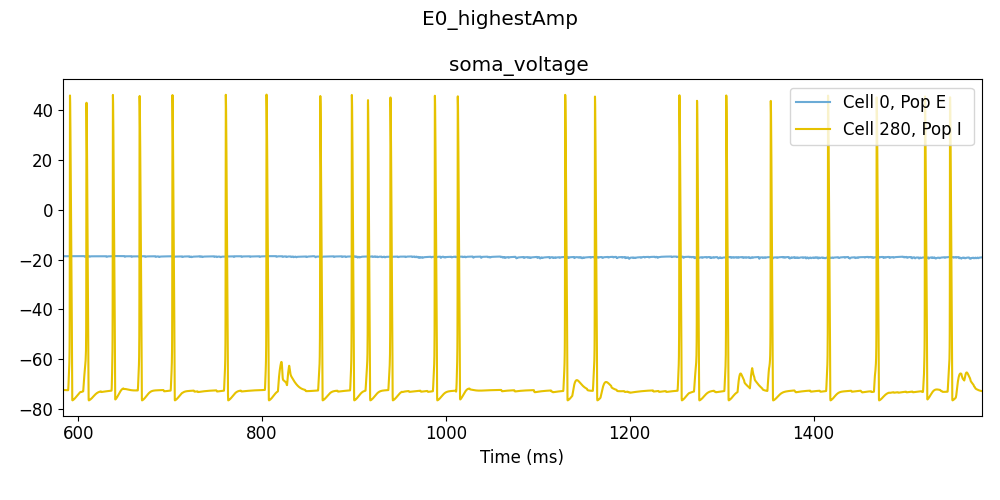 E0_highestAmp
soma_voltage
Cell 0, Pop E
Cell 280, Pop I
40
20
0
−20
−40
−60
−80
600 800 1000 1200 1400
Time (ms)